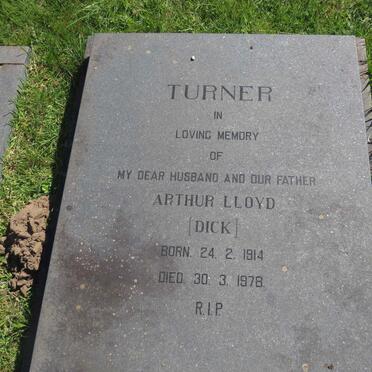 TURNER
IN
LOVING MEMORY
OF
MY DEAR HUSBAND AND OUR FATHER
ARTHUR LLOYD
[DICK]
BORN. 24. 2. 1914
DIED. 30. 3. 1978.
R.I.P.